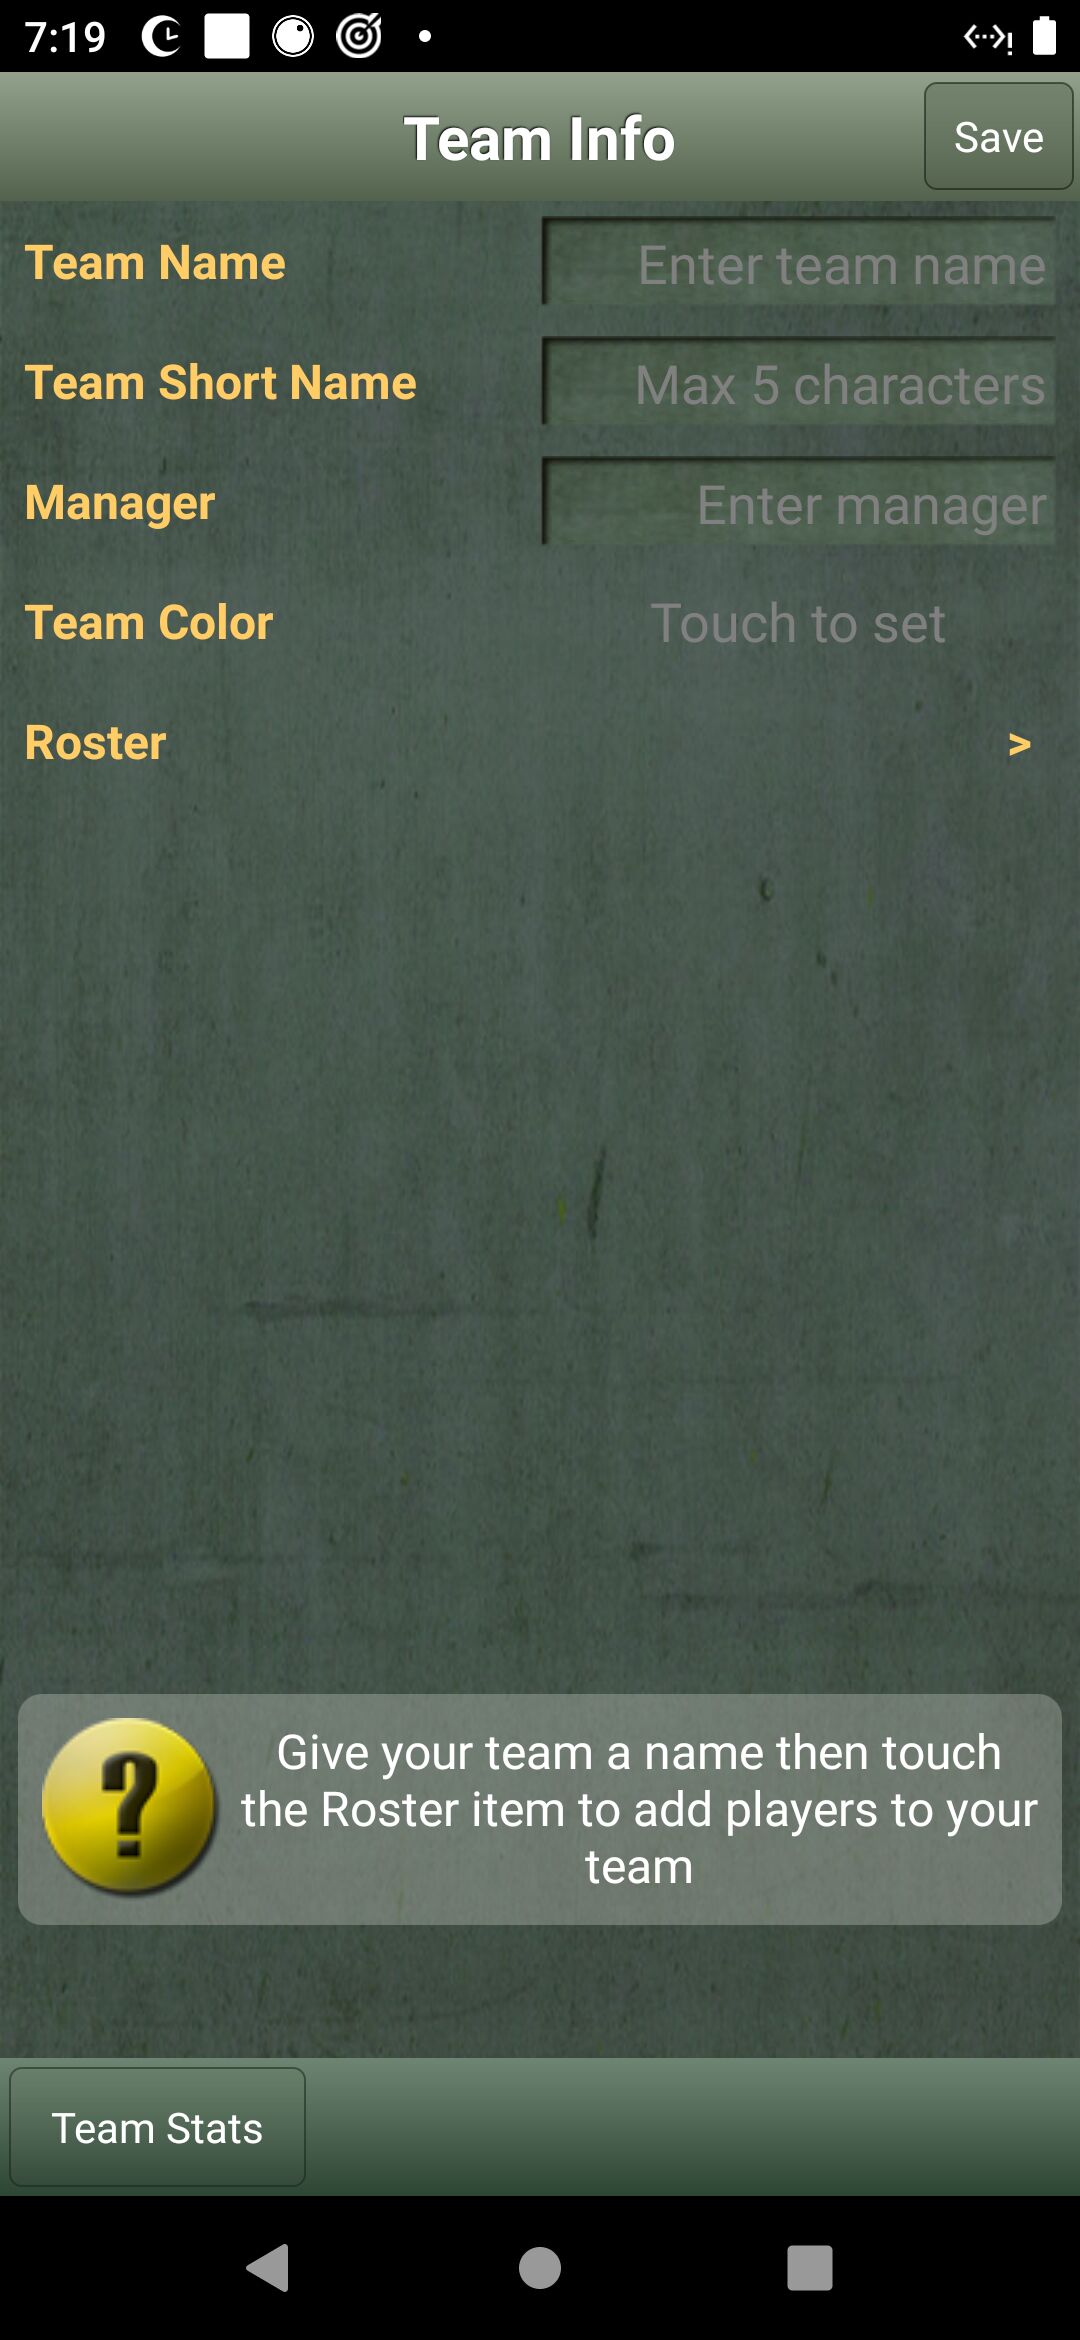 7:19
Team Info
Save
Team Name
Enter team name
Team Short Name
Max 5 characters
Manager
Enter manager
Team Color
Touch to set
Roster
>
Give your team a name then touch
the Roster item to add players to your
team
Team Stats